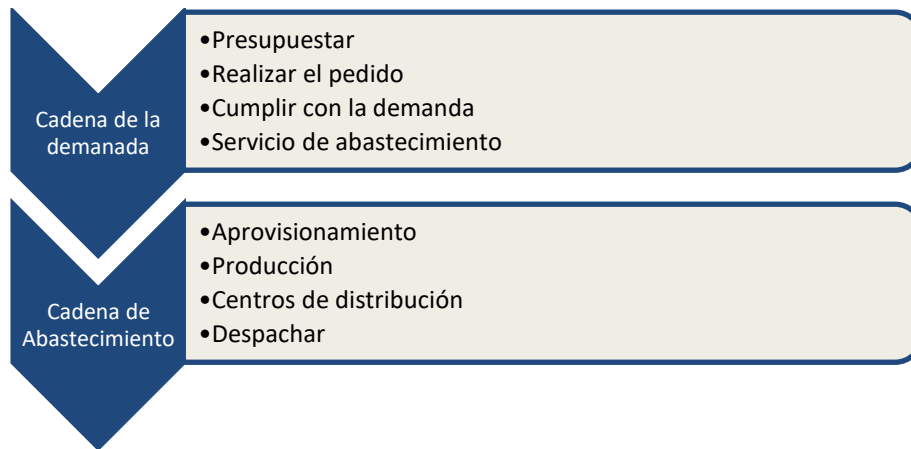 Cadena de la
demanada
•Presupuestar
•Realizar el pedido
•Cumplir con la demanda
•Servicio de abastecimiento
Cadena de
Abastecimiento
•Aprovisionamiento
•Producción
•Centros de distribución
•Despachar